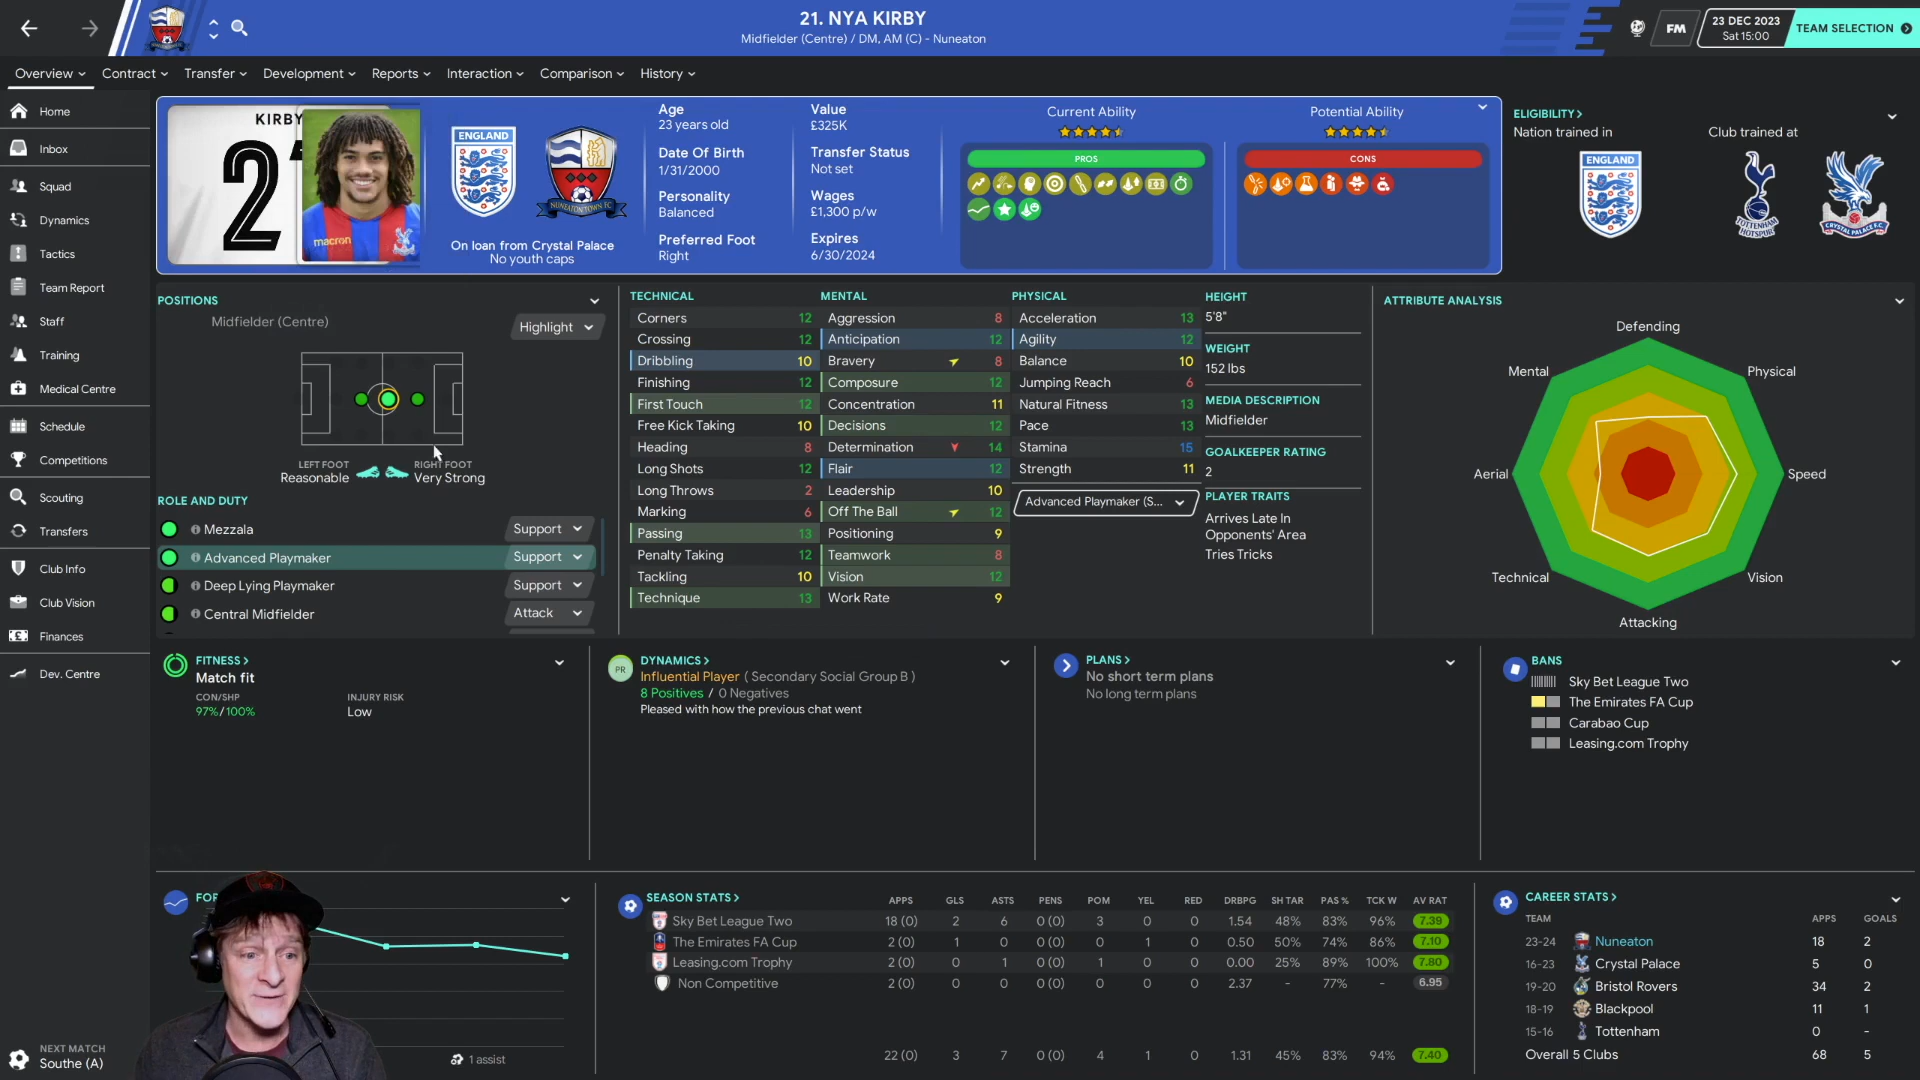 21. NYA KIRBY
Midfielder (Centre) / DM, AM (C) - Nuneaton
FM
23 DEC 2023
Sat 15:00
TEAM SELECTION
Overview
Contract
Transfer
Development
Reports
Interaction
Comparison
History
Home
Inbox
Squad
Dynamics
Tactics
Team Report
Staff
Training
Medical Centre
Schedule
Competitions
Scouting
Transfers
Club Info
Club Vision
Finances
Dev. Centre
NEXT MATCH
Southe (A)
KIRBY
2
macron
ENGLAND
NUNEATON TOWN FC
On loan from Crystal Palace
No youth caps
Age
23 years old
Date Of Birth
1/31/2000
Personality
Balanced
Preferred Foot
Right
Value
£325K
Transfer Status
Not set
Wages
£1,300 p/w
Expires
6/30/2024
Current Ability
PROS
Potential Ability
CONS
ELIGIBILITY >
Nation trained in
Club trained at
ENGLAND
TOTTENHAM HOTSPUR
CRYSTAL PALACE F.C.
POSITIONS
Midfielder (Centre)
Highlight
LEFT FOOT
Reasonable
RIGHT FOOT
Very Strong
ROLE AND DUTY
Mezzala Support
Advanced Playmaker Support
Deep Lying Playmaker Support
Central Midfielder Attack
TECHNICAL
Corners 12
Crossing 12
Dribbling 10
Finishing 12
First Touch 12
Free Kick Taking 10
Heading 8
Long Shots 12
Long Throws 2
Marking 6
Passing 13
Penalty Taking 12
Tackling 10
Technique 13
MENTAL
Aggression 8
Anticipation 12
Bravery 8
Composure 12
Concentration 11
Decisions 12
Determination 14
Flair 12
Leadership 10
Off The Ball 12
Positioning 9
Teamwork 8
Vision 12
Work Rate 9
PHYSICAL
Acceleration 13
Agility 12
Balance 10
Jumping Reach 6
Natural Fitness 13
Pace 13
Stamina 15
Strength 11
Advanced Playmaker (S...
HEIGHT
5'8"
WEIGHT
152 lbs
MEDIA DESCRIPTION
Midfielder
GOALKEEPER RATING
2
PLAYER TRAITS
Arrives Late In
Opponents' Area
Tries Tricks
ATTRIBUTE ANALYSIS
Defending
Mental
Physical
Aerial
Speed
Technical
Vision
Attacking
FITNESS >
Match fit
CON/SHP
97%/100%
INJURY RISK
Low
PR
DYNAMICS >
Influential Player ( Secondary Social Group B )
8 Positives / 0 Negatives
Pleased with how the previous chat went
PLANS >
No short term plans
No long term plans
BANS
Sky Bet League Two
The Emirates FA Cup
Carabao Cup
Leasing.com Trophy
FOR
1 assist
SEASON STATS > APPS GLS ASTS PENS POM YEL RED DRBPG SH TAR PAS % TCK W AV RAT
Sky Bet League Two 18 (0) 2 6 0 (0) 3 0 0 1.54 48% 83% 96% 7.39
The Emirates FA Cup 2 (0) 1 0 0 (0) 0 1 0 0.50 50% 74% 86% 7.10
Leasing.com Trophy 2 (0) 0 1 0 (0) 1 0 0 0.00 25% 89% 100% 7.80
Non Competitive 2 (0) 0 0 0 (0) 0 0 0 2.37 - 77% - 6.95
22 (0) 3 7 0 (0) 4 1 0 1.31 45% 83% 94% 7.40
CAREER STATS >
TEAM APPS GOALS
23-24 Nuneaton 18 2
16-23 Crystal Palace 5 0
19-20 Bristol Rovers 34 2
18-19 Blackpool 11 1
15-16 Tottenham 0 -
Overall 5 Clubs 68 5